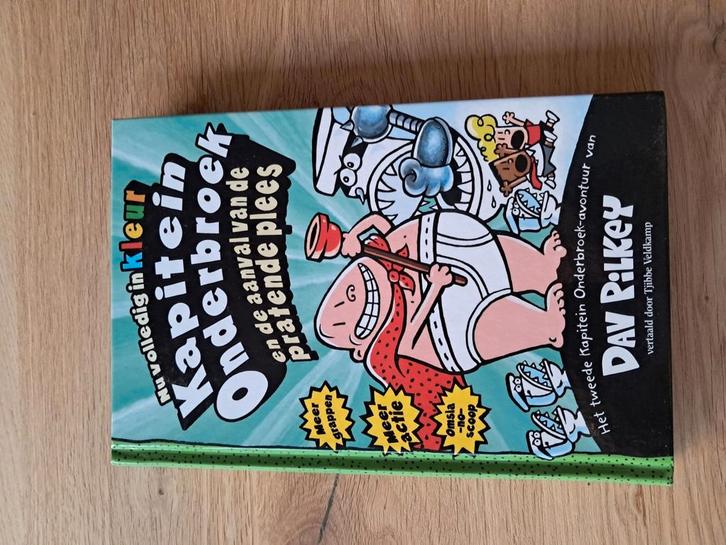 Nu volledig in kleur
Kapitein
Onderbroek
en de aanval van de
pratende plees
Meer
grappen
Meer
actie
Omsla
-no-
scoop
Het tweede Kapitein Onderbroek-avontuur van
DAV PILKEY
vertaald door Tjibbe Veldkamp